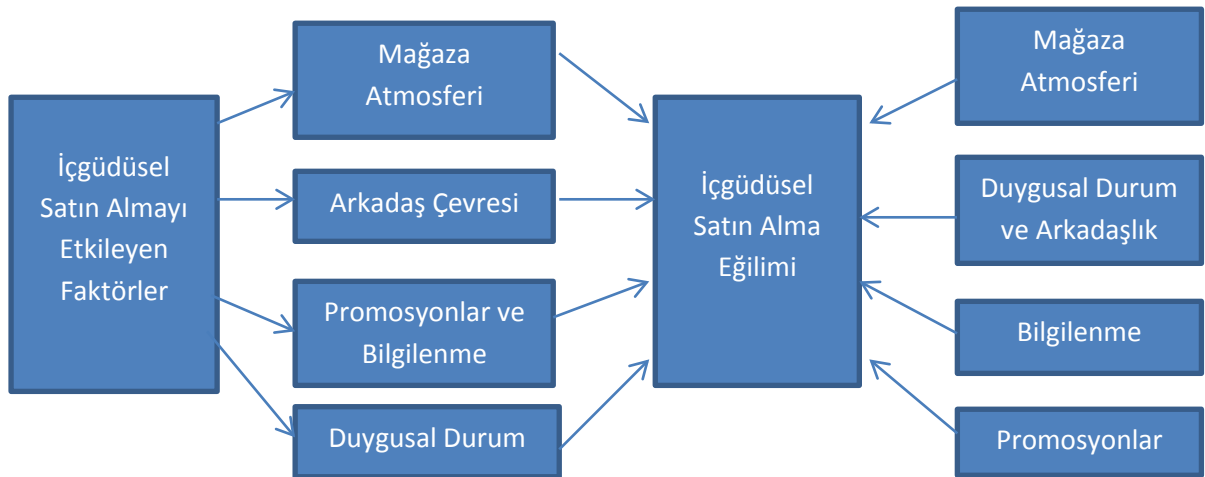 İçgüdüsel
Satın Almayı
Etkileyen
Faktörler
Mağaza
Atmosferi
Arkadaş Çevresi
Promosyonlar ve
Bilgilenme
Duygusal Durum
İçgüdüsel
Satın Alma
Eğilimi
Mağaza
Atmosferi
Duygusal Durum
ve Arkadaşlık
Bilgilenme
Promosyonlar